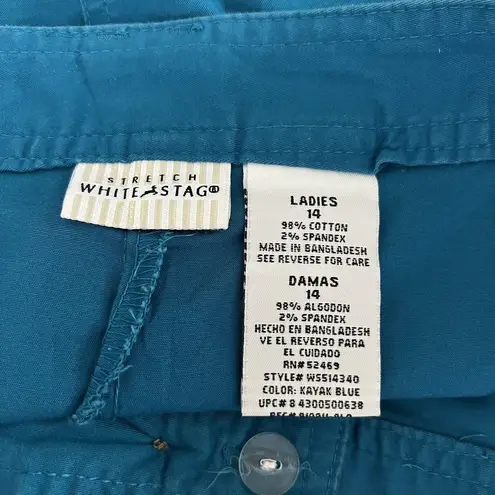 STRETCH
WHITE STAG®
LADIES
14
98% COTTON
2% SPANDEX
MADE IN BANGLADESH
SEE REVERSE FOR CARE
DAMAS
14
98% ALGODON
2% SPANDEX
HECHO EN BANGLADESH
VE EL REVERSO PARA
EL CUIDADO
RN# 52469
STYLE# WS514340
COLOR: KAYAK BLUE
UPC# 8 4300500638